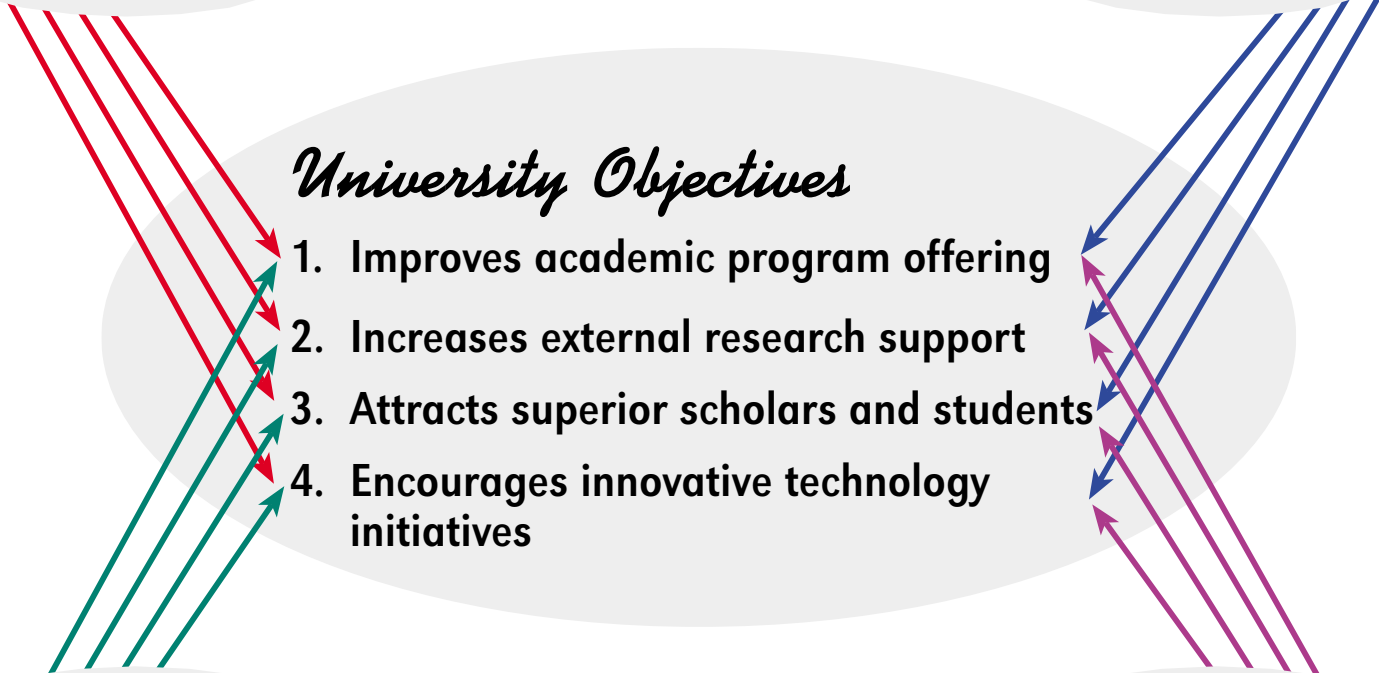 University Objectives
1. Improves academic program offering
2. Increases external research support
3. Attracts superior scholars and students
4. Encourages innovative technology
initiatives